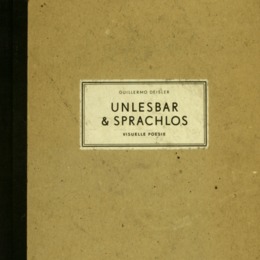 GUILLERMO DEISLER
UNLESBAR
& SPRACHLOS
VISUELLE POESIE